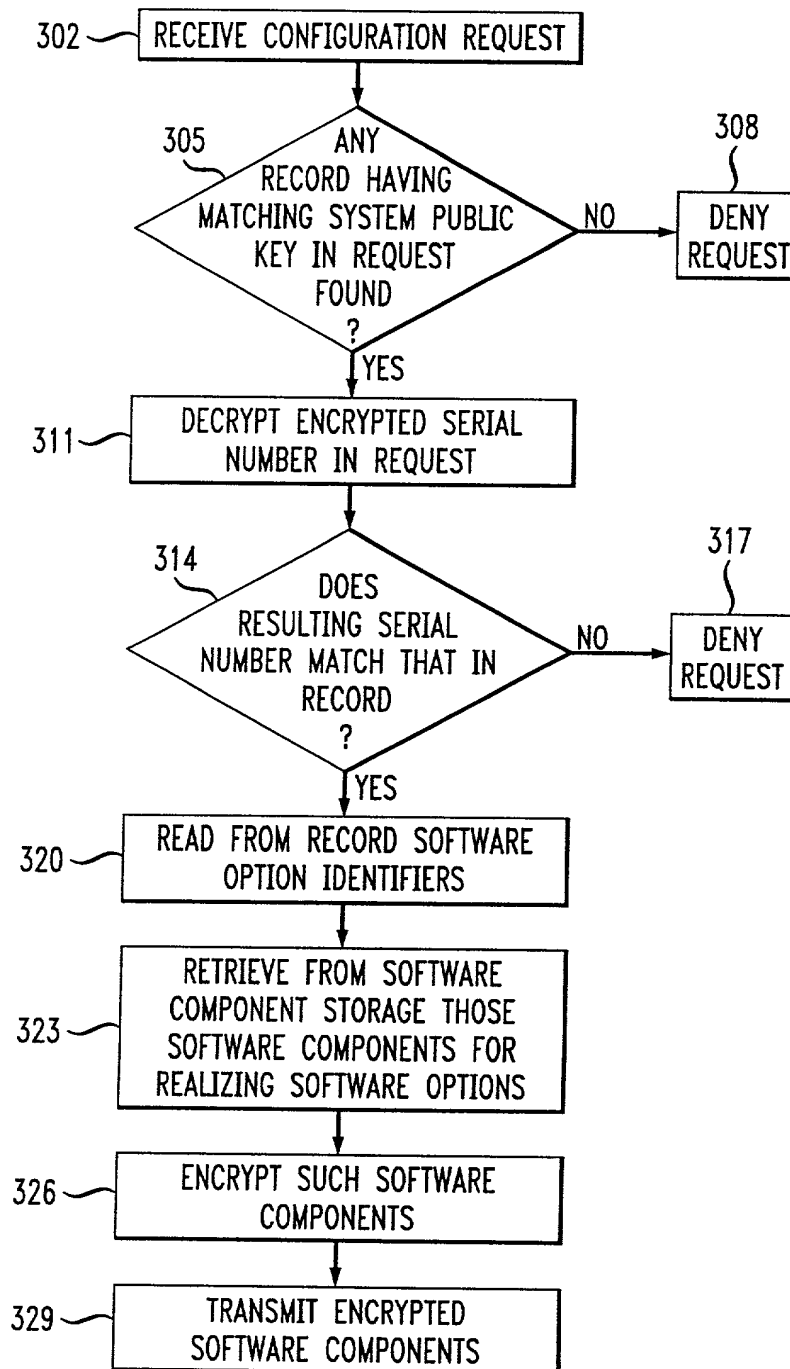 302
RECEIVE CONFIGURATION REQUEST
305
ANY
RECORD HAVING
MATCHING SYSTEM PUBLIC
KEY IN REQUEST
FOUND
?
NO
308
DENY
REQUEST
YES
311
DECRYPT ENCRYPTED SERIAL
NUMBER IN REQUEST
314
DOES
RESULTING SERIAL
NUMBER MATCH THAT IN
RECORD
?
NO
317
DENY
REQUEST
YES
320
READ FROM RECORD SOFTWARE
OPTION IDENTIFIERS
323
RETRIEVE FROM SOFTWARE
COMPONENT STORAGE THOSE
SOFTWARE COMPONENTS FOR
REALIZING SOFTWARE OPTIONS
326
ENCRYPT SUCH SOFTWARE
COMPONENTS
329
TRANSMIT ENCRYPTED
SOFTWARE COMPONENTS